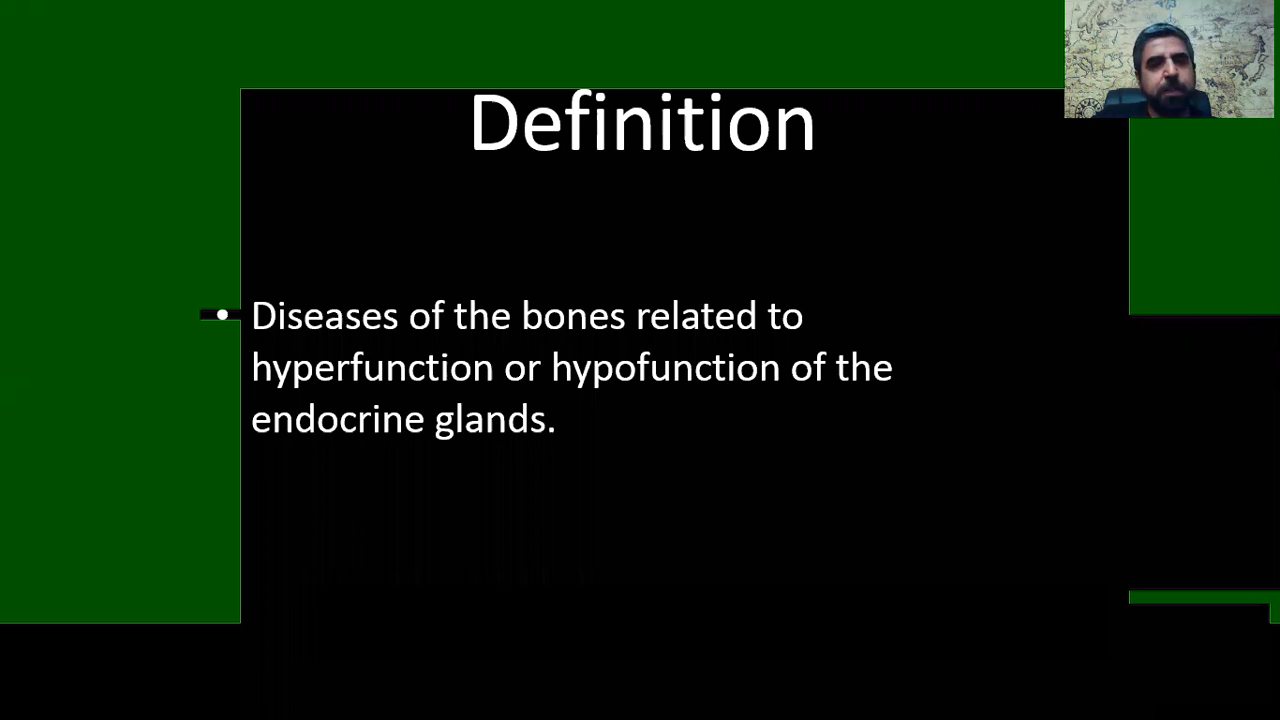 Definition
• Diseases of the bones related to
hyperfunction or hypofunction of the
endocrine glands.